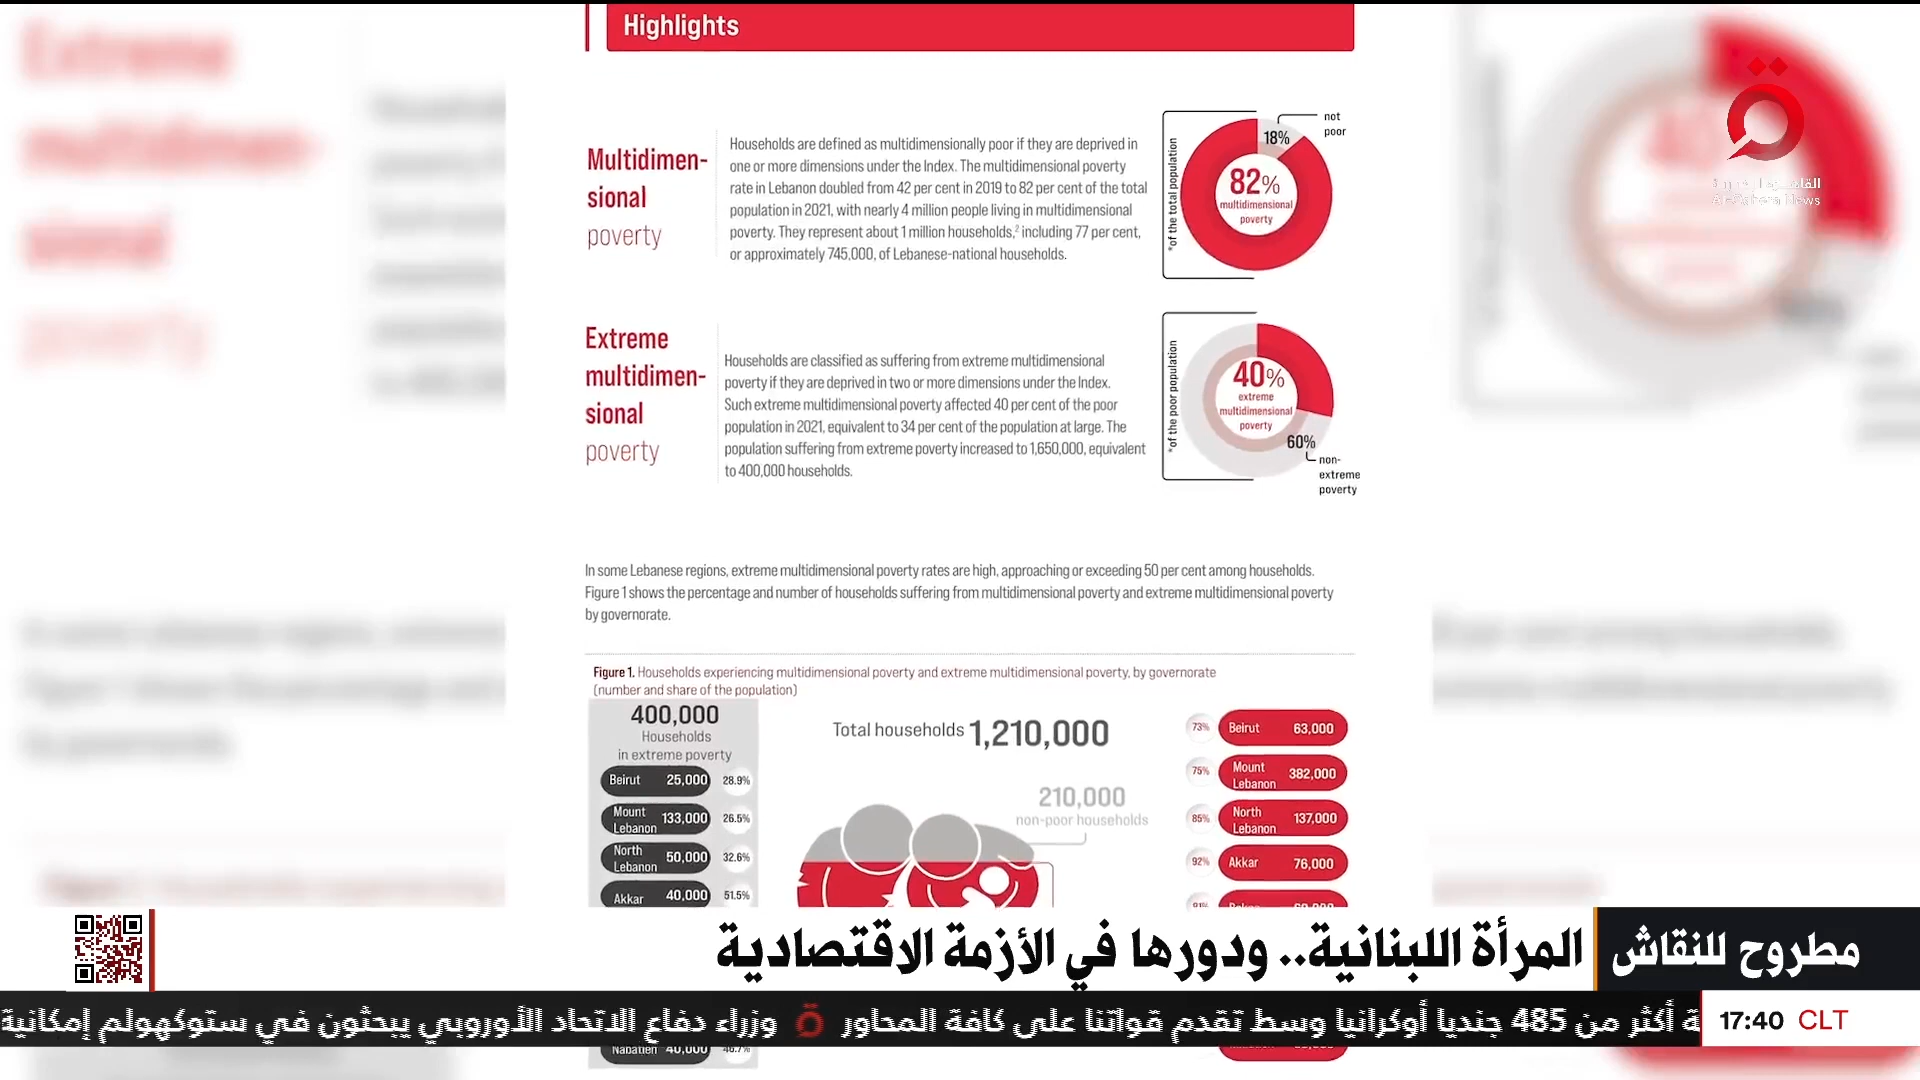 Highlights
Multidimen-
sional
poverty
Households are defined as multidimensionally poor if they are deprived in
one or more dimensions under the Index. The multidimensional poverty
rate in Lebanon doubled from 42 per cent in 2019 to 82 per cent of the total
population in 2021, with nearly 4 million people living in multidimensional
poverty. They represent about 1 million households,² including 77 per cent,
or approximately 745,000, of Lebanese-national households.
*of the total population
18%
not
poor
82%
multidimensional
poverty
القاهرة الإخبارية
Al-Qahera News
Extreme
multidimen-
sional
poverty
Households are classified as suffering from extreme multidimensional
poverty if they are deprived in two or more dimensions under the Index.
Such extreme multidimensional poverty affected 40 per cent of the poor
population in 2021, equivalent to 34 per cent of the population at large. The
population suffering from extreme poverty increased to 1,650,000, equivalent
to 400,000 households.
*of the poor population
40%
extreme
multidimensional
poverty
60%
non-
extreme
poverty
In some Lebanese regions, extreme multidimensional poverty rates are high, approaching or exceeding 50 per cent among households.
Figure 1 shows the percentage and number of households suffering from multidimensional poverty and extreme multidimensional poverty
by governorate.
Figure 1. Households experiencing multidimensional poverty and extreme multidimensional poverty, by governorate
(number and share of the population)
400,000
Households
in extreme poverty
Beirut 25,000 28.9%
Mount
Lebanon 133,000 26.5%
North
Lebanon 50,000 32.6%
Akkar 40,000 51.5%
Total households 1,210,000
210,000
non-poor households
73% Beirut 63,000
75% Mount
Lebanon 382,000
85% North
Lebanon 137,000
92% Akkar 76,000
مطروح للنقاش
المرأة اللبنانية.. ودورها في الأزمة الاقتصادية
17:40 CLT
ة أكثر من 485 جنديا أوكرانيا وسط تقدم قواتنا على كافة المحاور
وزراء دفاع الاتحاد الأوروبي يبحثون في ستوكهولم إمكانية
Nabatieh 40,000